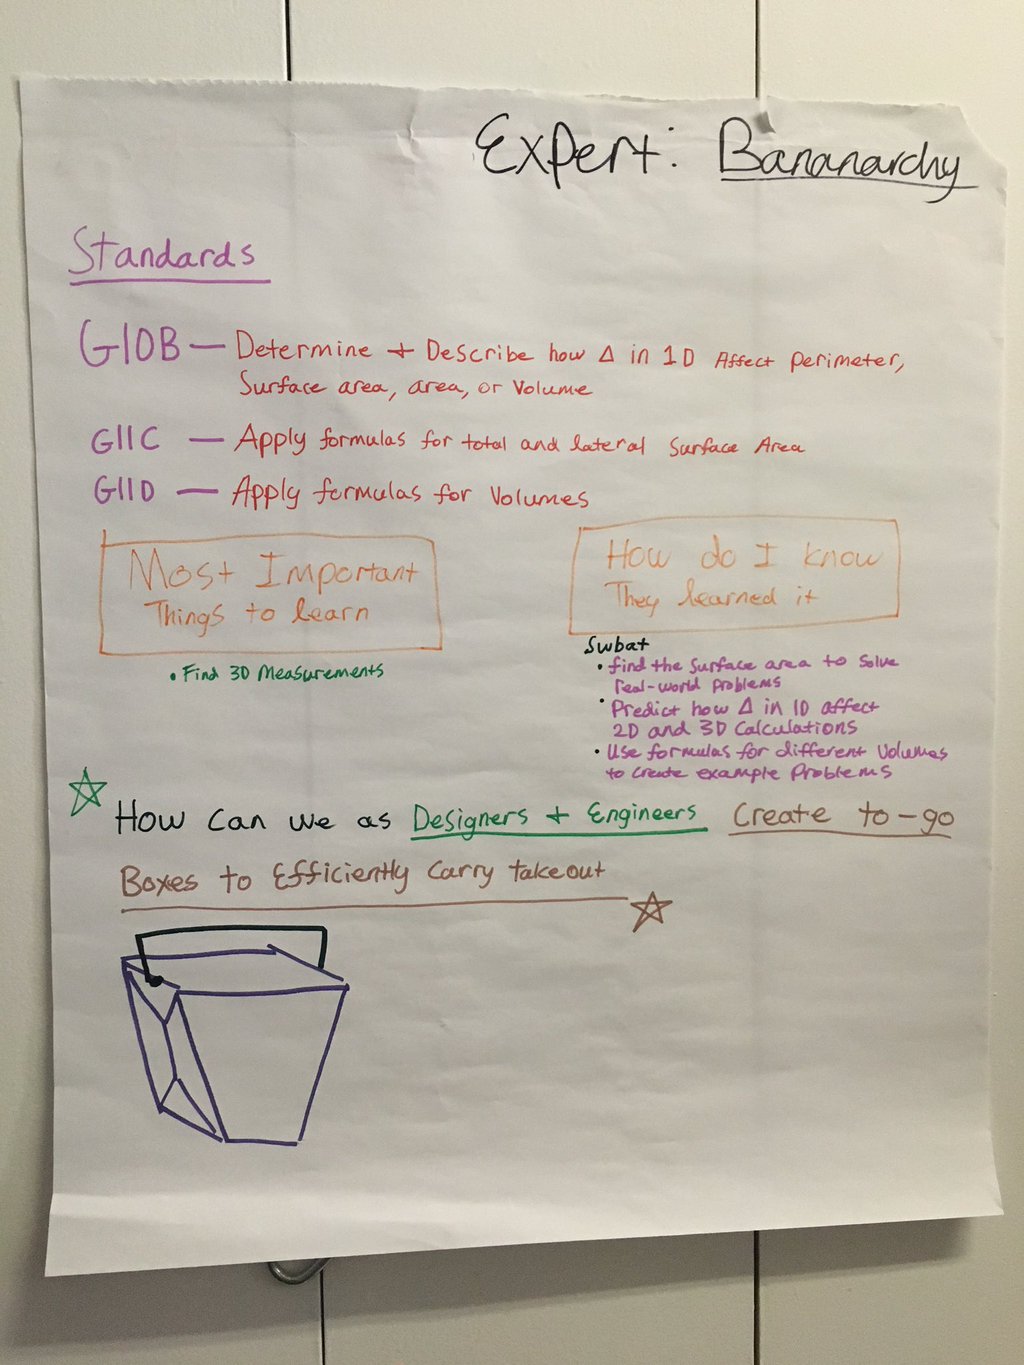 Expert: Bananarchy
Standards
G10B — Determine + Describe how Δ in 1D Affect perimeter,
Surface area, area, or Volume
G11C — Apply formulas for total and lateral Surface Area
G11D — Apply formulas for Volumes
Most Important
Things to learn
• Find 3D Measurements
How do I know
They learned it
Swbat
• find the surface area to solve
real-world problems
• Predict how Δ in 1D affect
2D and 3D Calculations
• Use formulas for different Volumes
to create example Problems
How can we as Designers + Engineers Create to-go
Boxes to Efficiently Carry takeout